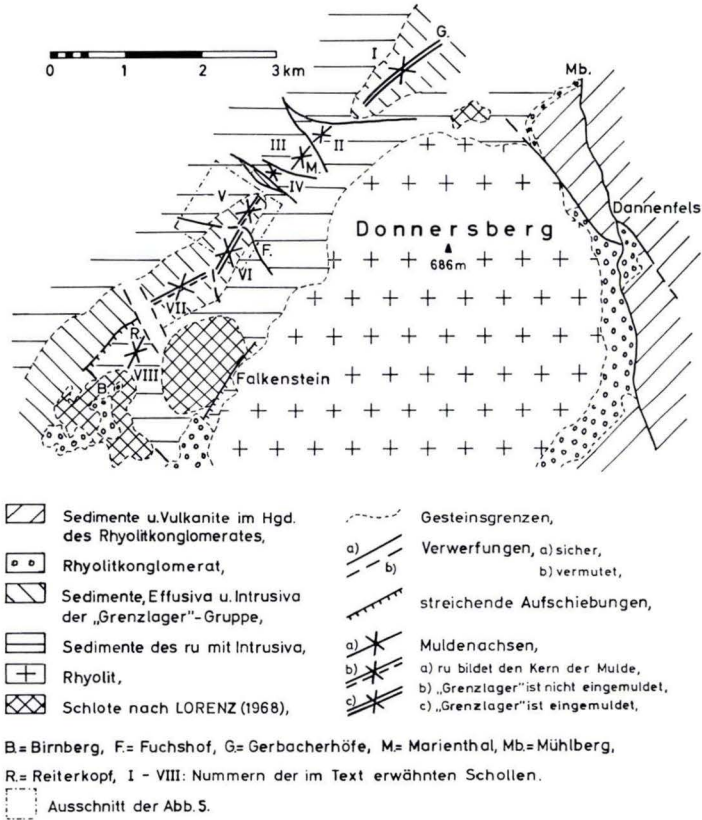 I
G.
0 1 2 3 km
Mb.
III II
M.
IV
V
Dannenfels
Donnersberg
686m
F.
VI
VII
R.
VIII
Falkenstein
B.
Sedimente u. Vulkanite im Hgd.
des Rhyolitkonglomerates,
Rhyolitkonglomerat,
Sedimente, Effusiva u. Intrusiva
der „Grenzlager"-Gruppe,
Sedimente des ru mit Intrusiva,
Rhyolit,
Schlote nach LORENZ (1968),
Gesteinsgrenzen,
a) Verwerfungen, a) sicher,
b) b) vermutet,
streichende Aufschiebungen,
a) Muldenachsen,
b) a) ru bildet den Kern der Mulde,
b) „Grenzlager" ist nicht eingemuldet,
c) c) „Grenzlager" ist eingemuldet,
B.= Birnberg, F.= Fuchshof, G.= Gerbacherhöfe, M.= Marienthal, Mb.= Mühlberg,
R.= Reiterkopf, I - VIII: Nummern der im Text erwähnten Schollen.
Ausschnitt der Abb. 5.